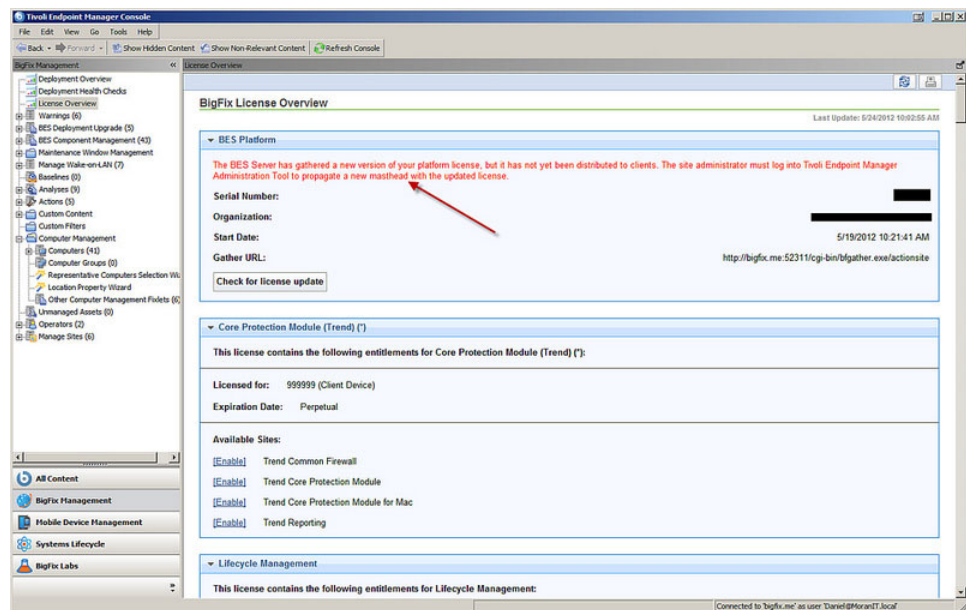 Tivoli Endpoint Manager Console
File Edit View Go Tools Help
Back Forward Show Hidden Content Show Non-Relevant Content Refresh Console
BigFix Management
License Overview
Deployment Overview
Deployment Health Checks
License Overview
Warnings (6)
BES Deployment Upgrade (5)
BES Component Management (43)
Maintenance Window Management
Manage Wake-on-LAN (7)
Baselines (0)
Analyses (9)
Actions (5)
Custom Content
Custom Filters
Computer Management
Computers (41)
Computer Groups (0)
Representative Computers Selection Wi
Location Property Wizard
Other Computer Management Fixlets (6)
Unmanaged Assets (0)
Operators (2)
Manage Sites (6)
All Content
BigFix Management
Mobile Device Management
Systems Lifecycle
BigFix Labs
BigFix License Overview
Last Update: 5/24/2012 10:02:55 AM
BES Platform
The BES Server has gathered a new version of your platform license, but it has not yet been distributed to clients. The site administrator must log into Tivoli Endpoint Manager
Administration Tool to propagate a new masthead with the updated license.
Serial Number:
Organization:
Start Date: 5/19/2012 10:21:41 AM
Gather URL: http://bigfix.me:52311/cgi-bin/bfgather.exe/actionsite
Check for license update
Core Protection Module (Trend) (*)
This license contains the following entitlements for Core Protection Module (Trend) (*):
Licensed for: 999999 (Client Device)
Expiration Date: Perpetual
Available Sites:
[Enable] Trend Common Firewall
[Enable] Trend Core Protection Module
[Enable] Trend Core Protection Module for Mac
[Enable] Trend Reporting
Lifecycle Management
This license contains the following entitlements for Lifecycle Management:
Connected to 'bigfix.me' as user 'Daniel@MoranIT.local'